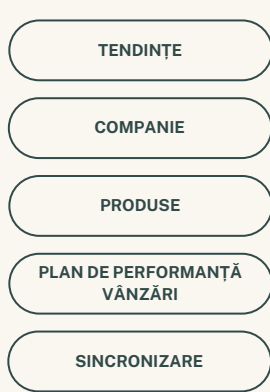 TENDINȚE
COMPANIE
PRODUSE
PLAN DE PERFORMANȚĂ
VÂNZĂRI
SINCRONIZARE